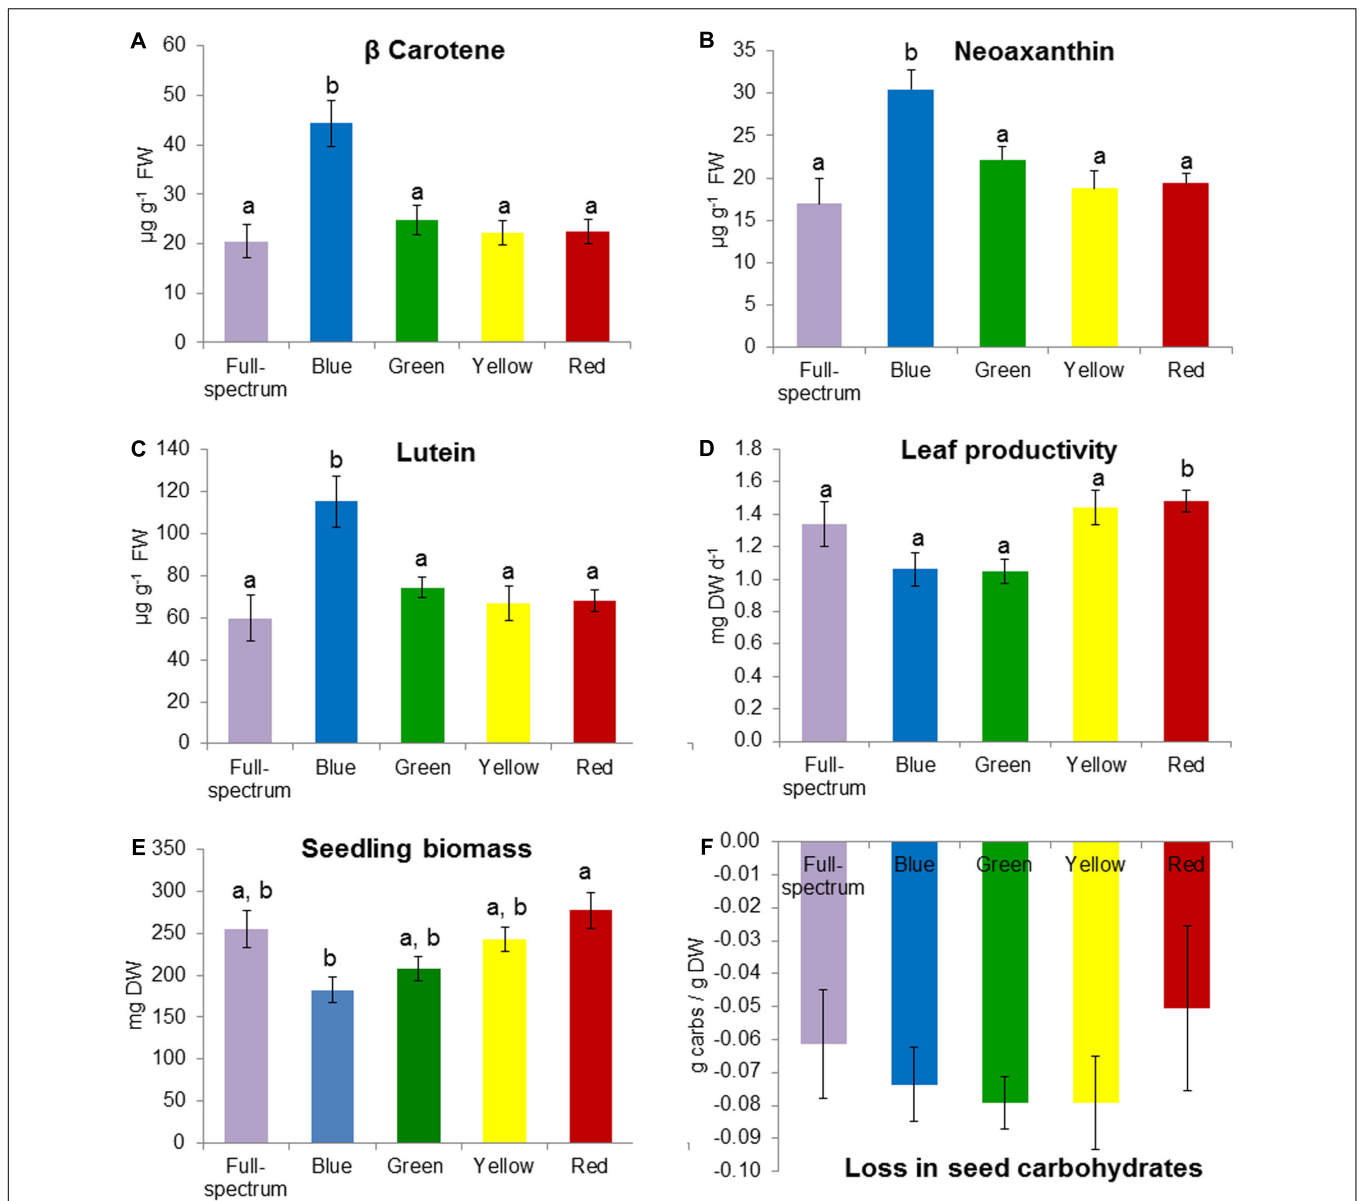 A
β Carotene
60
50
40
30
20
10
0
µg g-1 FW
a
b
a
a
a
Full-
spectrum
Blue
Green
Yellow
Red
B
Neoaxanthin
35
30
25
20
15
10
5
0
µg g-1 FW
a
b
a
a
a
Full-
spectrum
Blue
Green
Yellow
Red
C
Lutein
140
120
100
80
60
40
20
0
µg g-1 FW
a
b
a
a
a
Full-
spectrum
Blue
Green
Yellow
Red
D
Leaf productivity
1.8
1.6
1.4
1.2
1.0
0.8
0.6
0.4
0.2
0.0
mg DW d-1
a
a
a
a
b
Full-
spectrum
Blue
Green
Yellow
Red
E
Seedling biomass
350
300
250
200
150
100
50
0
mg DW
a, b
b
a, b
a, b
a
Full-
spectrum
Blue
Green
Yellow
Red
F
0.00
-0.01
-0.02
-0.03
-0.04
-0.05
-0.06
-0.07
-0.08
-0.09
-0.10
g carbs / g DW
Full-
spectrum
Blue
Green
Yellow
Red
Loss in seed carbohydrates